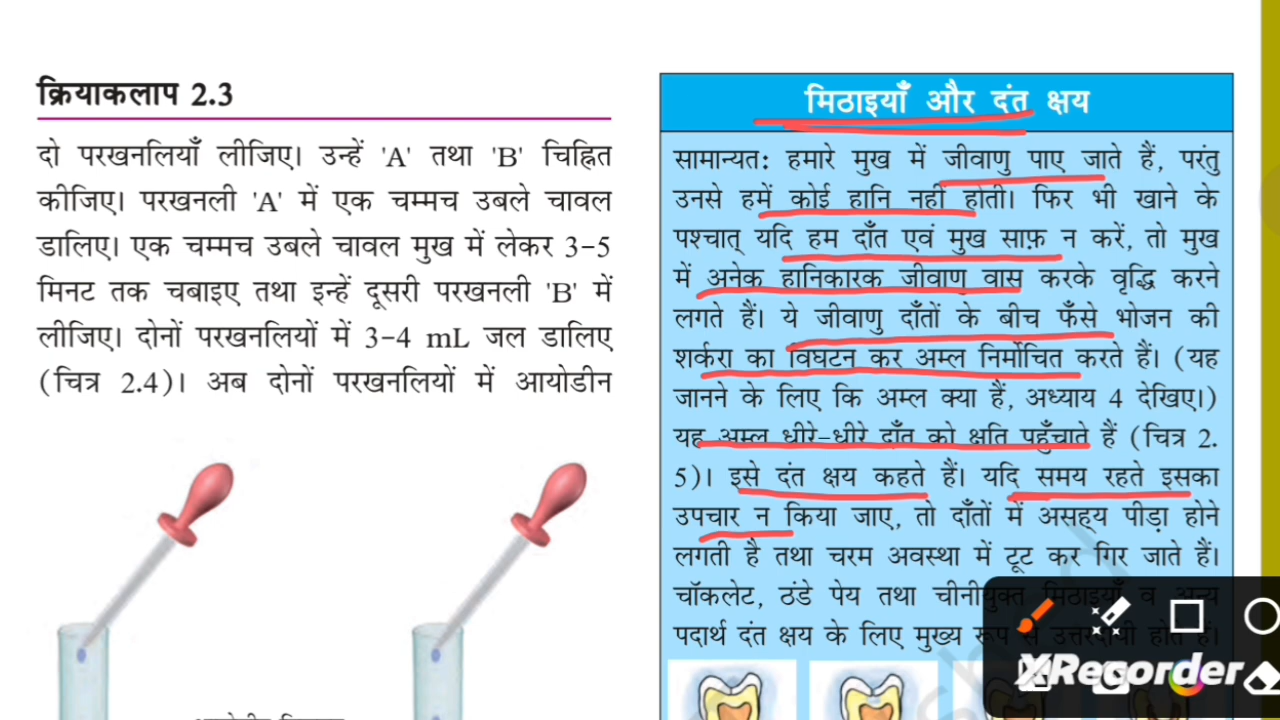 क्रियाकलाप 2.3
दो परखनलियाँ लीजिए। उन्हें 'A' तथा 'B' चिह्नित
कीजिए। परखनली 'A' में एक चम्मच उबले चावल
डालिए। एक चम्मच उबले चावल मुख में लेकर 3-5
मिनट तक चबाइए तथा इन्हें दूसरी परखनली 'B' में
लीजिए। दोनों परखनलियों में 3-4 mL जल डालिए
(चित्र 2.4)। अब दोनों परखनलियों में आयोडीन
मिठाइयाँ और दंत क्षय
सामान्यत: हमारे मुख में जीवाणु पाए जाते हैं, परंतु
उनसे हमें कोई हानि नहीं होती। फिर भी खाने के
पश्चात् यदि हम दाँत एवं मुख साफ़ न करें, तो मुख
में अनेक हानिकारक जीवाणु वास करके वृद्धि करने
लगते हैं। ये जीवाणु दाँतों के बीच फँसे भोजन की
शर्करा का विघटन कर अम्ल निर्मोचित करते हैं। (यह
जानने के लिए कि अम्ल क्या हैं, अध्याय 4 देखिए।)
यह अम्ल धीरे-धीरे दाँत को क्षति पहुँचाते हैं (चित्र 2.
5)। इसे दंत क्षय कहते हैं। यदि समय रहते इसका
उपचार न किया जाए, तो दाँतों में असह्य पीड़ा होने
लगती है तथा चरम अवस्था में टूट कर गिर जाते हैं।
चॉकलेट, ठंडे पेय तथा चीनीयुक्त मिठाइयाँ व अन्य
पदार्थ दंत क्षय के लिए मुख्य रूप से उत्तरदायी होते हैं।
XRecorder